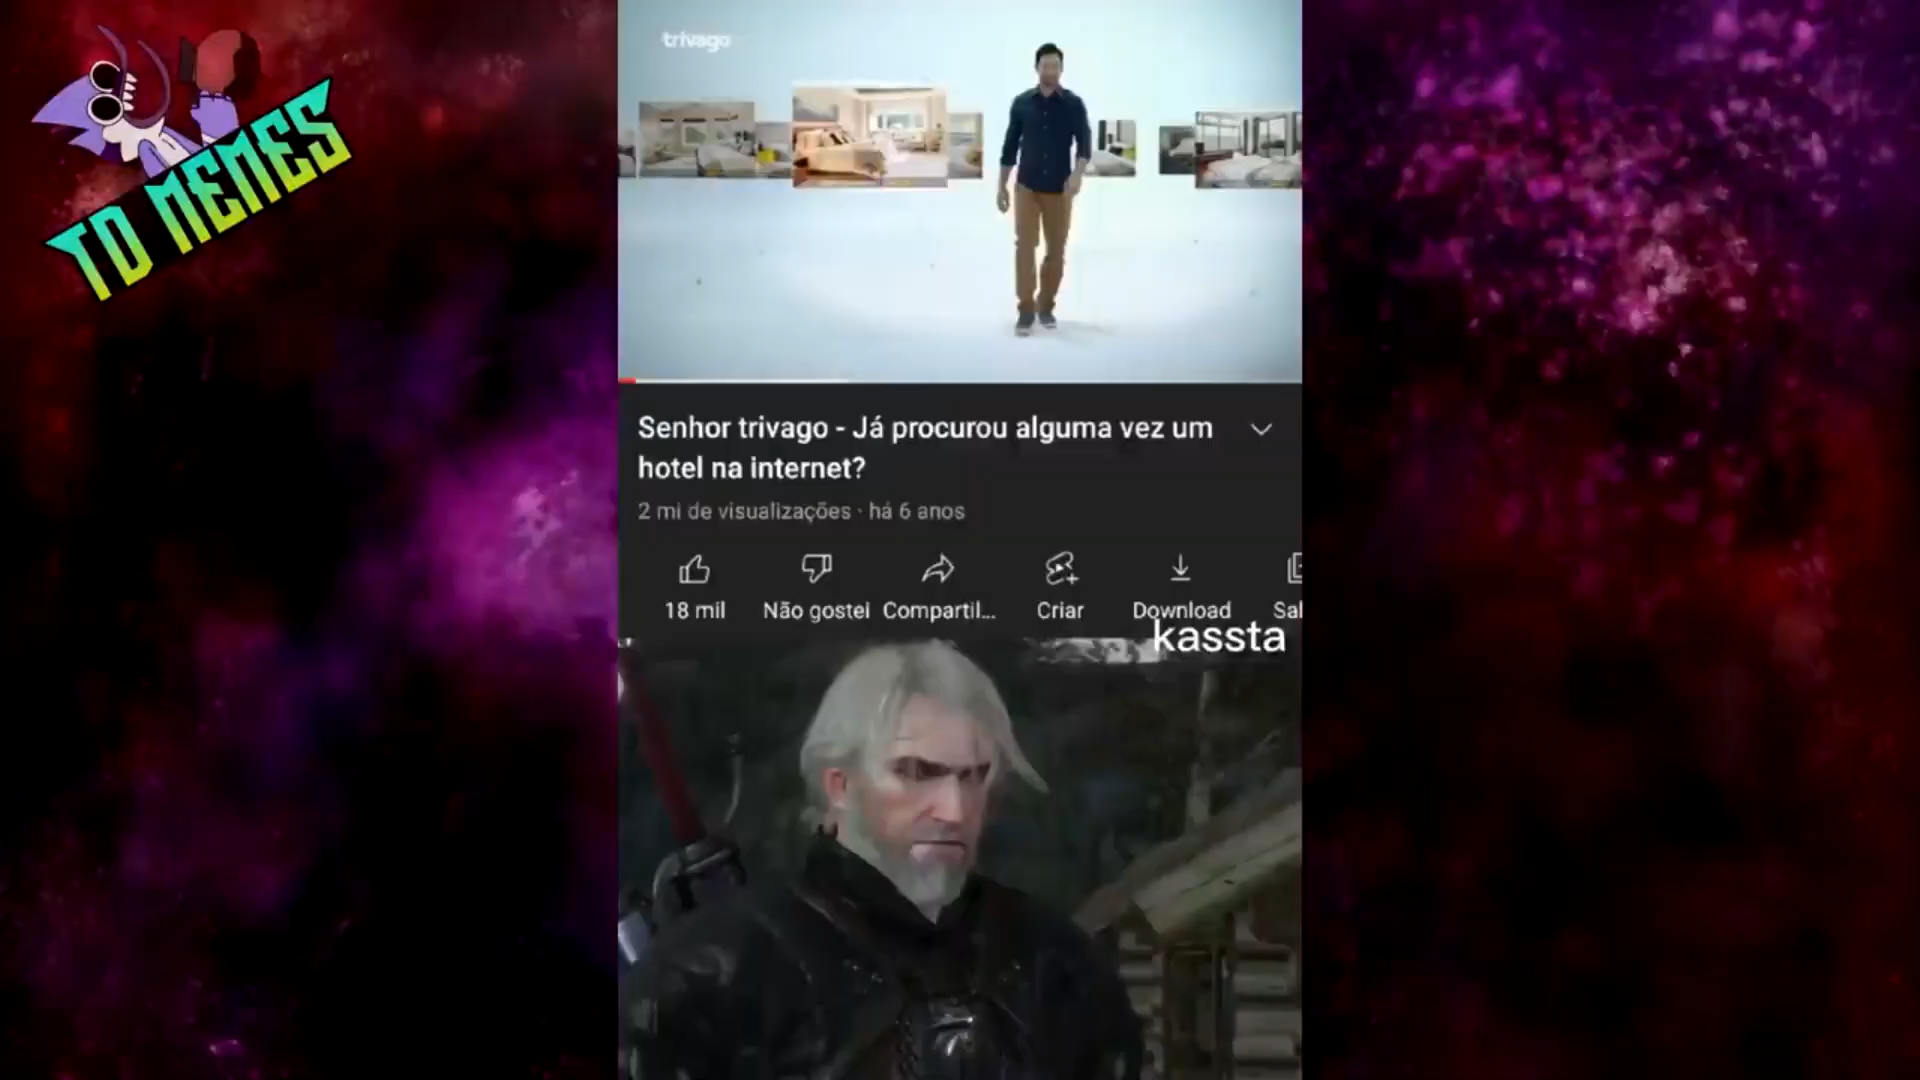 TD MEMES
trivago
Senhor trivago - Já procurou alguma vez um
hotel na internet?
2 mi de visualizações · há 6 anos
18 mil
Não gostei
Compartil...
Criar
Download
Sal
kassta